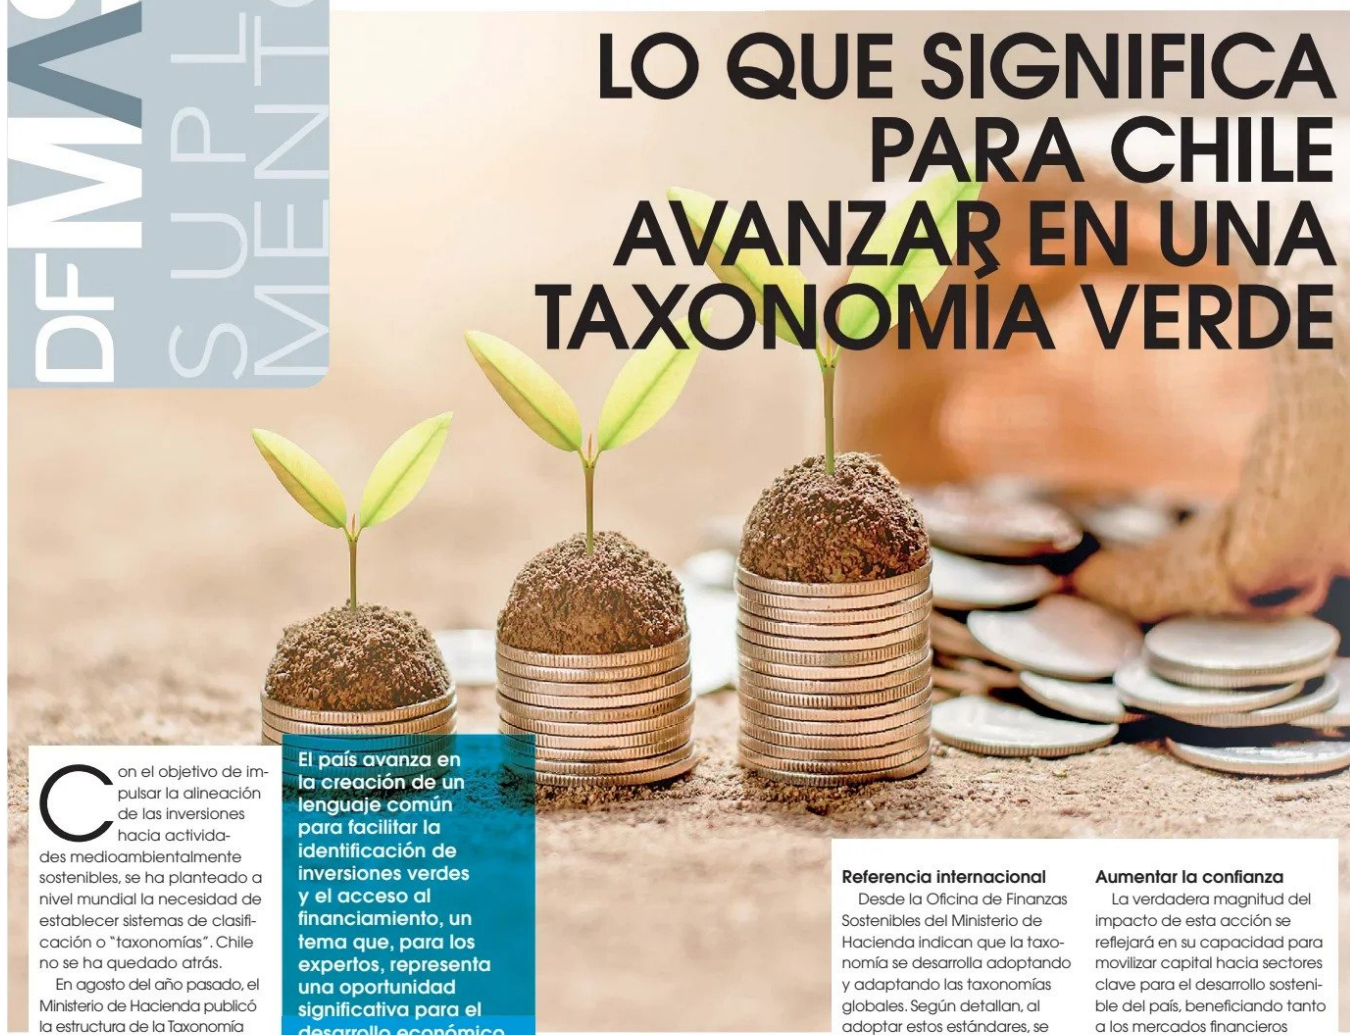 DF MÁS
SUPLE
MENTO
LO QUE SIGNIFICA
PARA CHILE
AVANZAR EN UNA
TAXONOMÍA VERDE
Con el objetivo de im-
pulsar la alineación
de las inversiones
hacia activida-
des medioambientalmente
sostenibles, se ha planteado a
nivel mundial la necesidad de
establecer sistemas de clasifi-
cación o "taxonomías". Chile
no se ha quedado atrás.
En agosto del año pasado, el
Ministerio de Hacienda publicó
la estructura de la Taxonomía
El país avanza en
la creación de un
lenguaje común
para facilitar la
identificación de
inversiones verdes
y el acceso al
financiamiento, un
tema que, para los
expertos, representa
una oportunidad
significativa para el
desarrollo económico
Referencia internacional
Desde la Oficina de Finanzas
Sostenibles del Ministerio de
Hacienda indican que la taxo-
nomía se desarrolla adoptando
y adaptando las taxonomías
globales. Según detallan, al
adoptar estos estándares, se
Aumentar la confianza
La verdadera magnitud del
impacto de esta acción se
reflejará en su capacidad para
movilizar capital hacia sectores
clave para el desarrollo sosteni-
ble del país, beneficiando tanto
a los mercados financieros